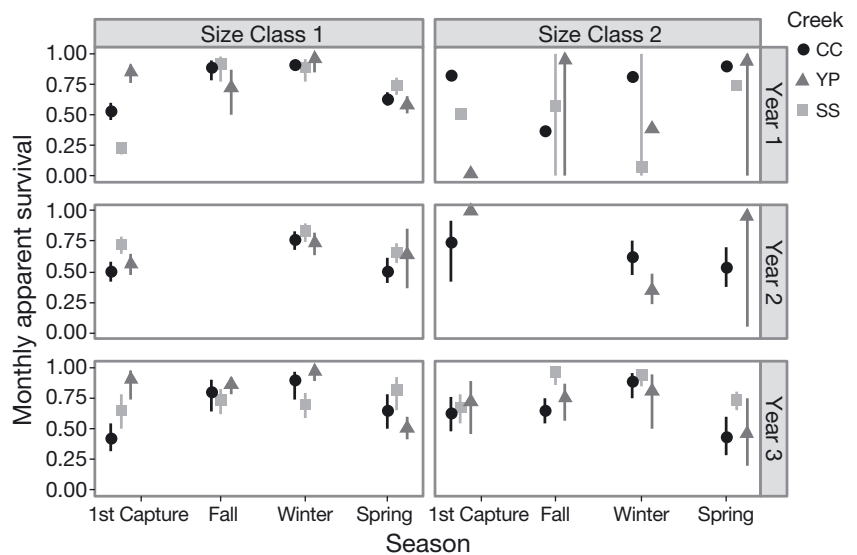 Size Class 1
Size Class 2
Creek
CC
YP
SS
Monthly apparent survival
1.00
0.75
0.50
0.25
0.00
Year 1
1.00
0.75
0.50
0.25
0.00
Year 2
1.00
0.75
0.50
0.25
0.00
Year 3
1st Capture Fall Winter Spring 1st Capture Fall Winter Spring
Season